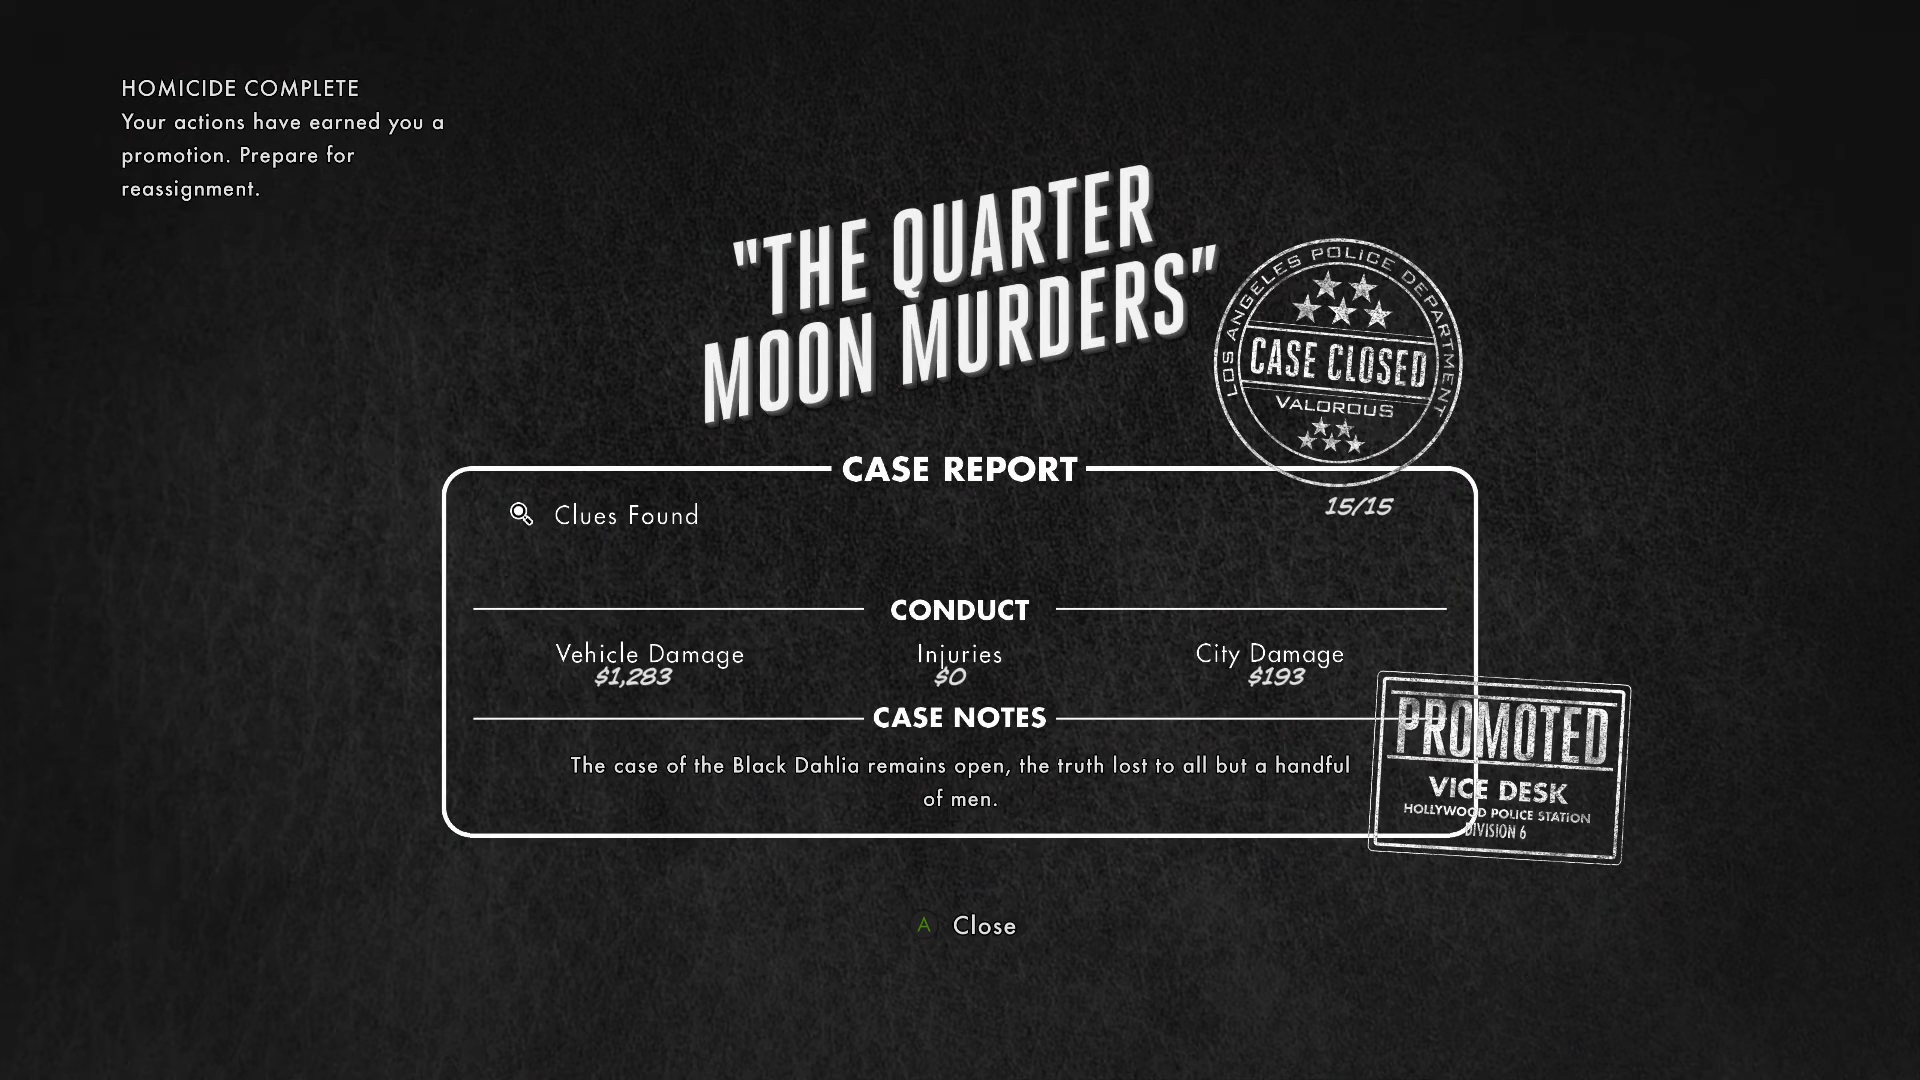 HOMICIDE COMPLETE
Your actions have earned you a
promotion. Prepare for
reassignment.
"THE QUARTER
MOON MURDERS"
LOS ANGELES POLICE DEPARTMENT
CASE CLOSED
VALOROUS
CASE REPORT
Clues Found
15/15
CONDUCT
Vehicle Damage
Injuries
City Damage
$1,283
$0
$193
CASE NOTES
The case of the Black Dahlia remains open, the truth lost to all but a handful
of men.
PROMOTED
VICE DESK
HOLLYWOOD POLICE STATION
DIVISION 6
A Close